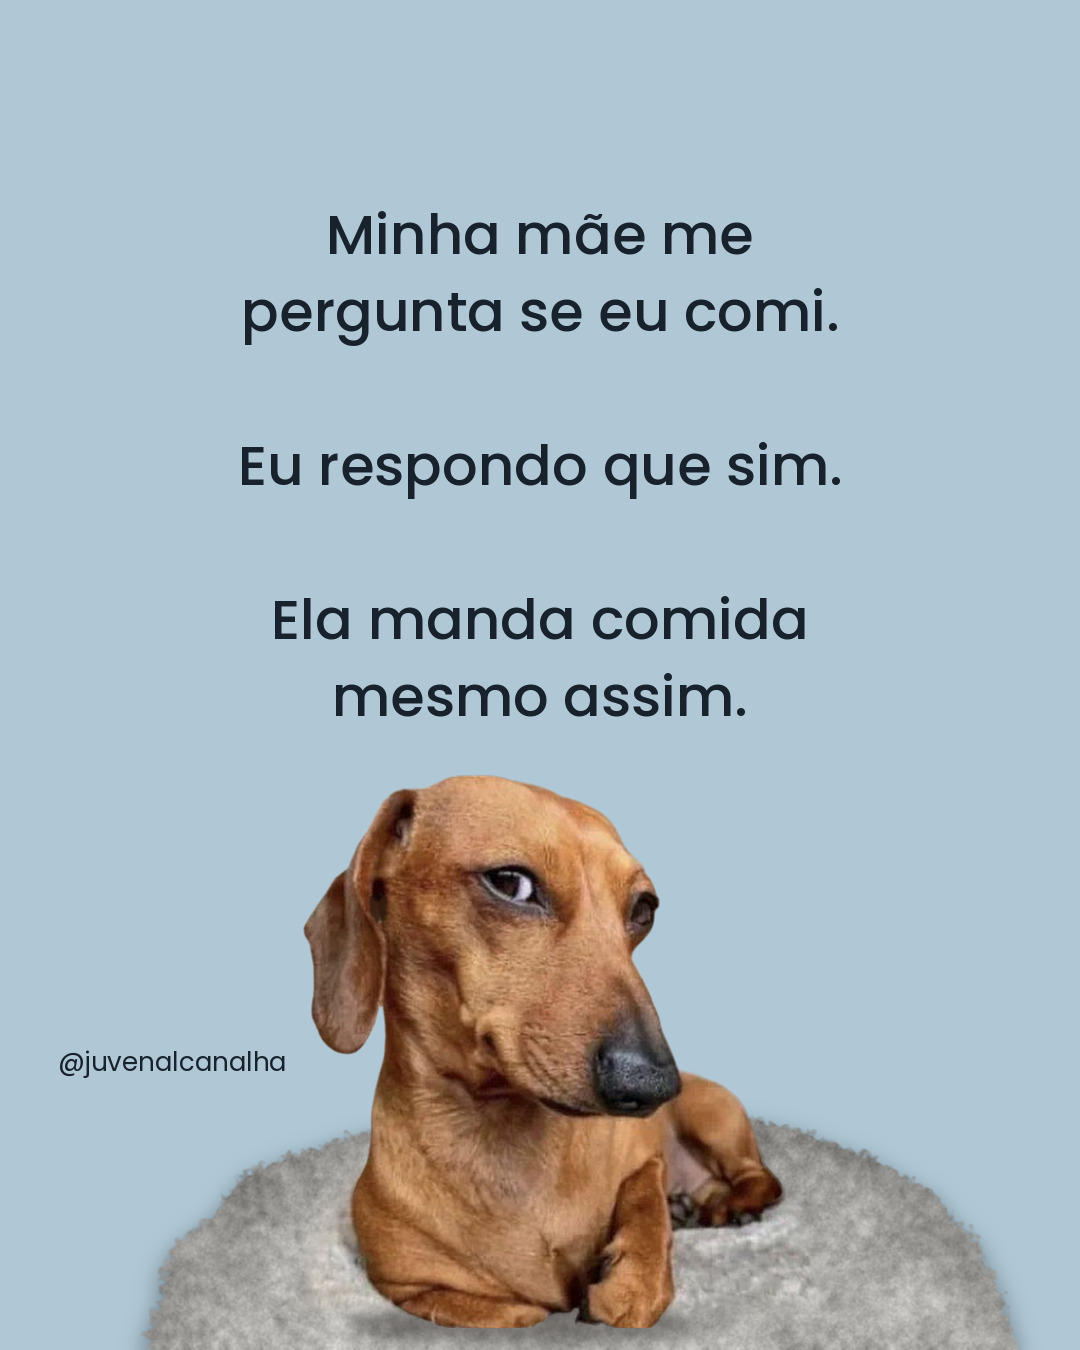 Minha mãe me
pergunta se eu comi.
Eu respondo que sim.
Ela manda comida
mesmo assim.
@juvenalcanalha